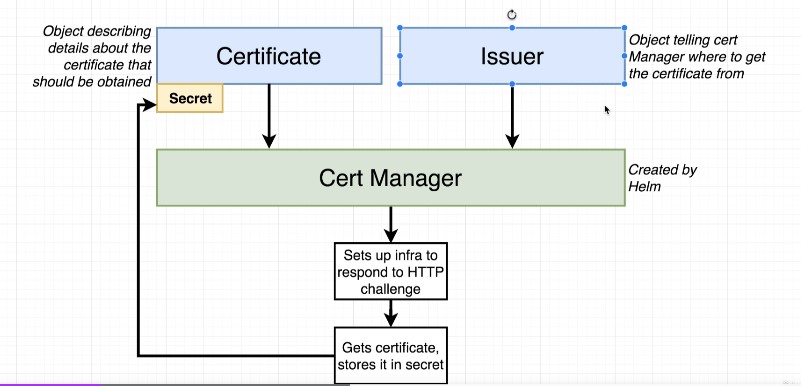 Object describing
details about the
certificate that
should be obtained
Certificate
Secret
Issuer
Object telling cert
Manager where to get
the certificate from
Cert Manager
Created by
Helm
Sets up infra to
respond to HTTP
challenge
Gets certificate,
stores it in secret